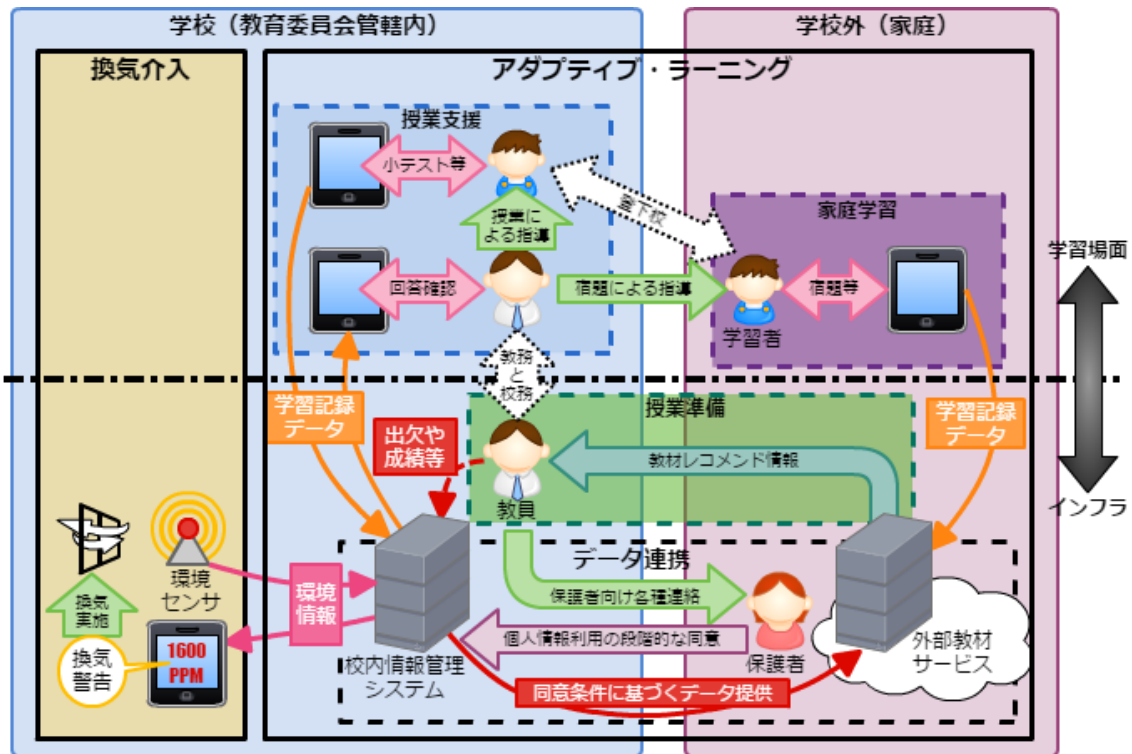 学校（教育委員会管轄内）
学校外（家庭）
換気介入
アダプティブ・ラーニング
授業支援
小テスト等
登下校
授業に
よる指導
家庭学習
学習場面
回答確認
宿題による指導
宿題等
学習者
教務
と
校務
学習記録
データ
出欠や
成績等
授業準備
学習記録
データ
教材レコメンド情報
教員
インフラ
環境
センサ
環境
情報
データ連携
換気
実施
保護者向け各種連絡
個人情報利用の段階的な同意
換気
警告
1600
PPM
校内情報管理
システム
保護者
外部教材
サービス
同意条件に基づくデータ提供